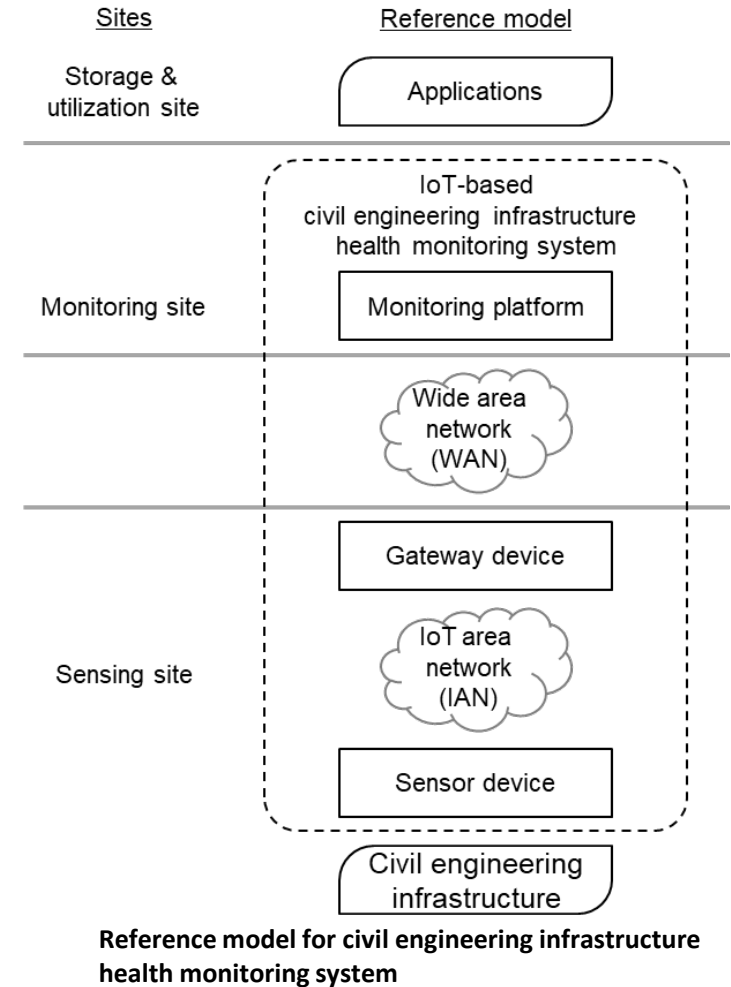 Sites
Reference model
Storage &
utilization site
Applications
IoT-based
civil engineering infrastructure
health monitoring system
Monitoring site
Monitoring platform
Wide area
network
(WAN)
Gateway device
IoT area
network
(IAN)
Sensing site
Sensor device
Civil engineering
infrastructure
Reference model for civil engineering infrastructure
health monitoring system